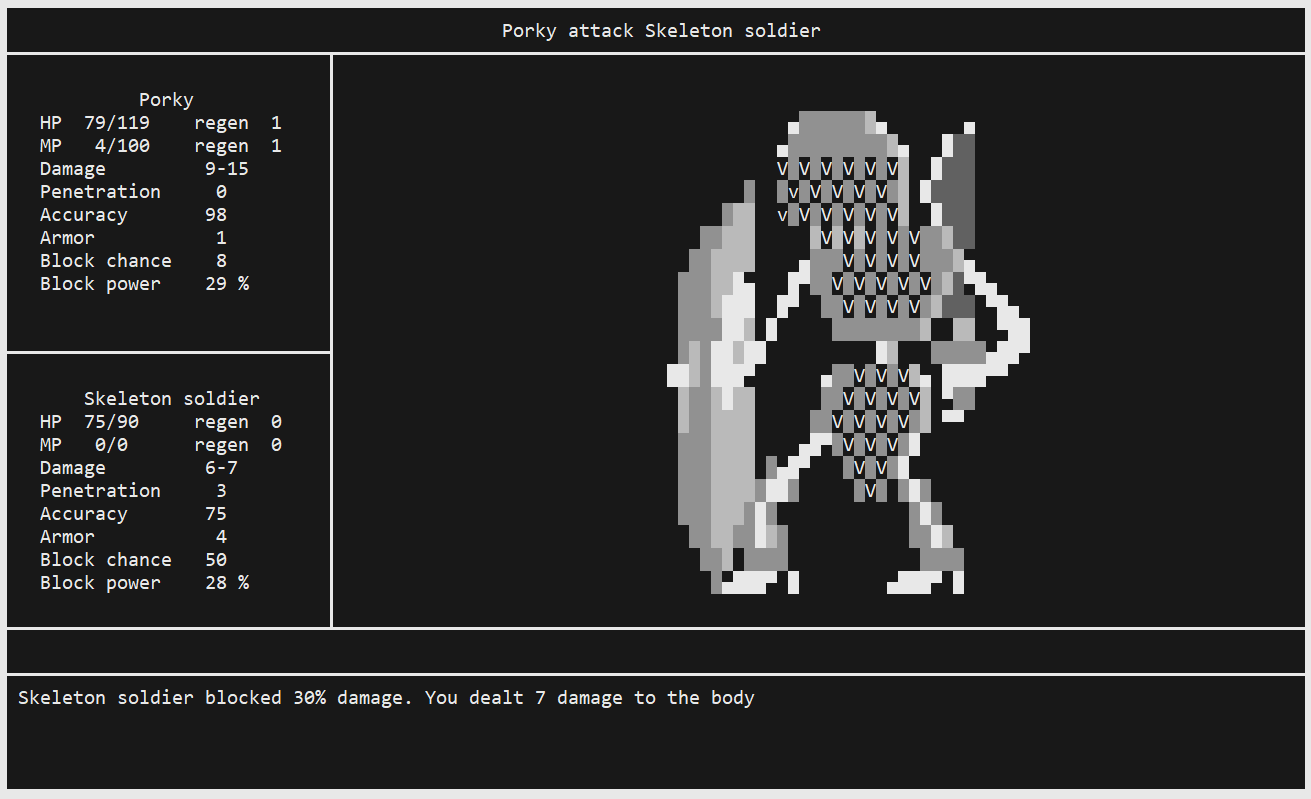 Porky attack Skeleton soldier
Porky
HP 79/119 regen 1
MP 4/100 regen 1
Damage 9-15
Penetration 0
Accuracy 98
Armor 1
Block chance 8
Block power 29 %
Skeleton soldier
HP 75/90 regen 0
MP 0/0 regen 0
Damage 6-7
Penetration 3
Accuracy 75
Armor 4
Block chance 50
Block power 28 %
Skeleton soldier blocked 30% damage. You dealt 7 damage to the body